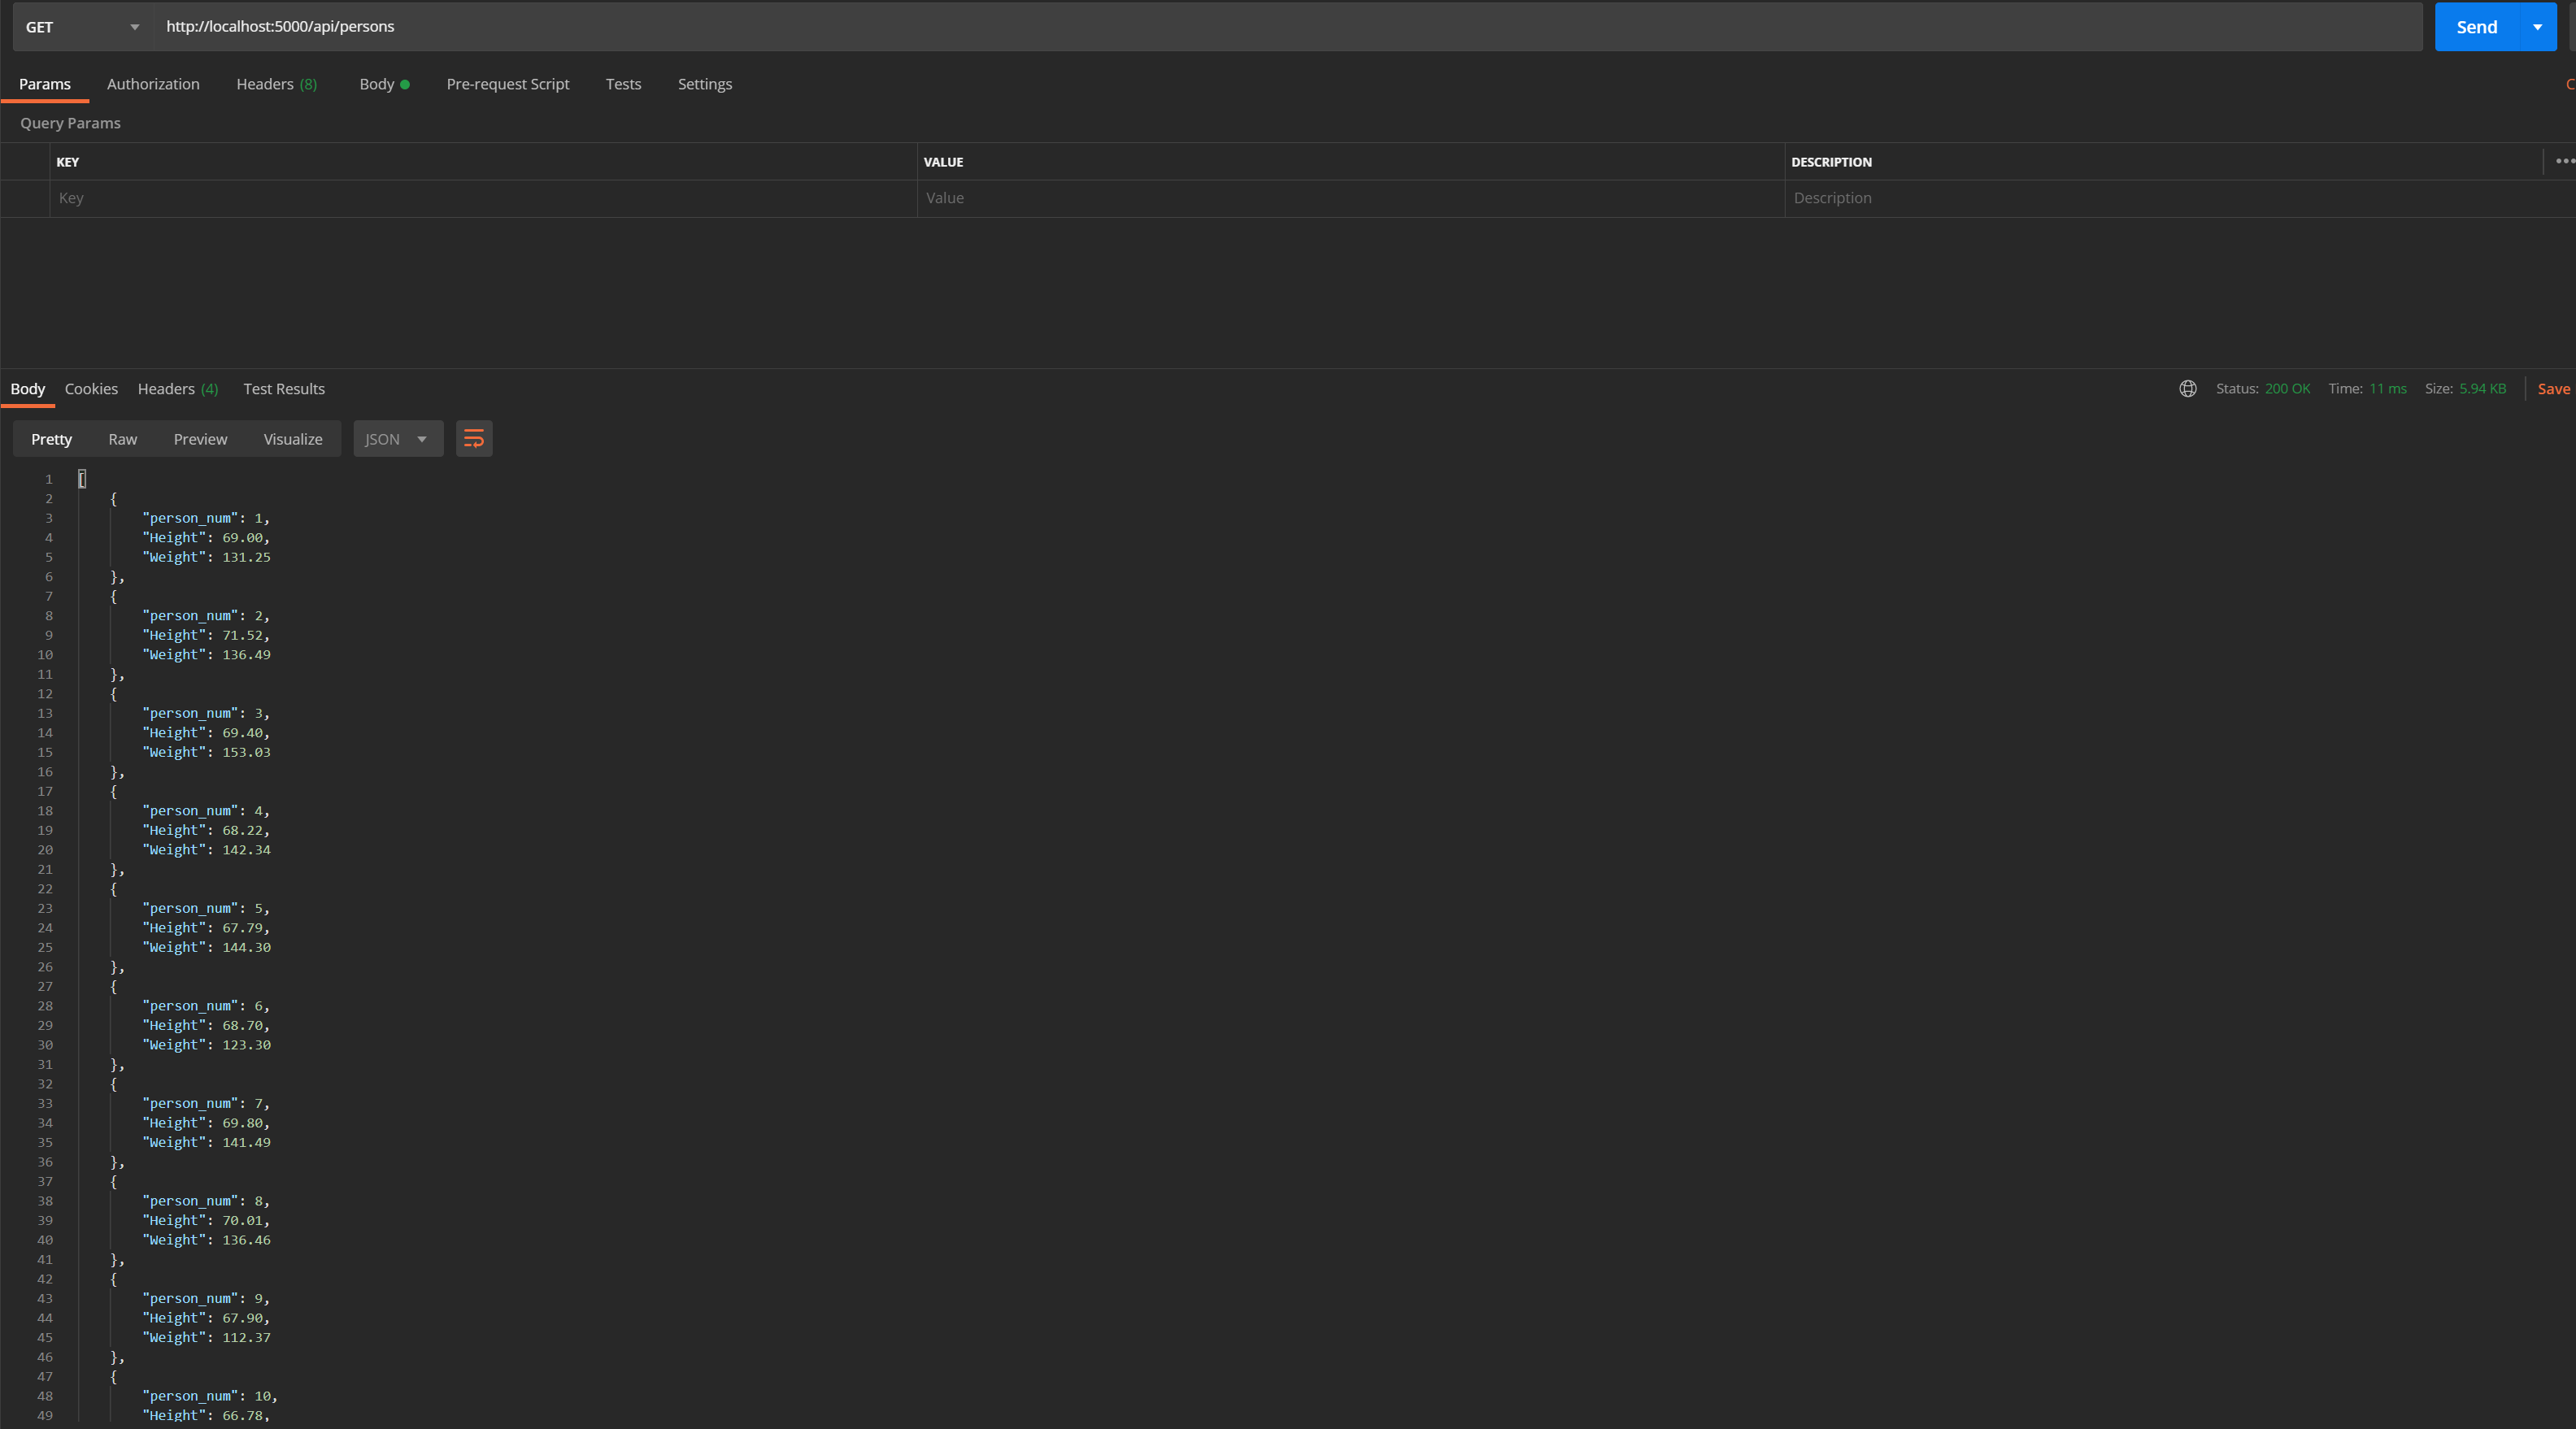 GET http://localhost:5000/api/persons Send
Params Authorization Headers (8) Body Pre-request Script Tests Settings C
Query Params
KEY VALUE DESCRIPTION
Key Value Description
Body Cookies Headers (4) Test Results Status: 200 OK Time: 11 ms Size: 5.94 KB Save
Pretty Raw Preview Visualize JSON
1 [
2 {
3 "person_num": 1,
4 "Height": 69.00,
5 "Weight": 131.25
6 },
7 {
8 "person_num": 2,
9 "Height": 71.52,
10 "Weight": 136.49
11 },
12 {
13 "person_num": 3,
14 "Height": 69.40,
15 "Weight": 153.03
16 },
17 {
18 "person_num": 4,
19 "Height": 68.22,
20 "Weight": 142.34
21 },
22 {
23 "person_num": 5,
24 "Height": 67.79,
25 "Weight": 144.30
26 },
27 {
28 "person_num": 6,
29 "Height": 68.70,
30 "Weight": 123.30
31 },
32 {
33 "person_num": 7,
34 "Height": 69.80,
35 "Weight": 141.49
36 },
37 {
38 "person_num": 8,
39 "Height": 70.01,
40 "Weight": 136.46
41 },
42 {
43 "person_num": 9,
44 "Height": 67.90,
45 "Weight": 112.37
46 },
47 {
48 "person_num": 10,
49 "Height": 66.78,